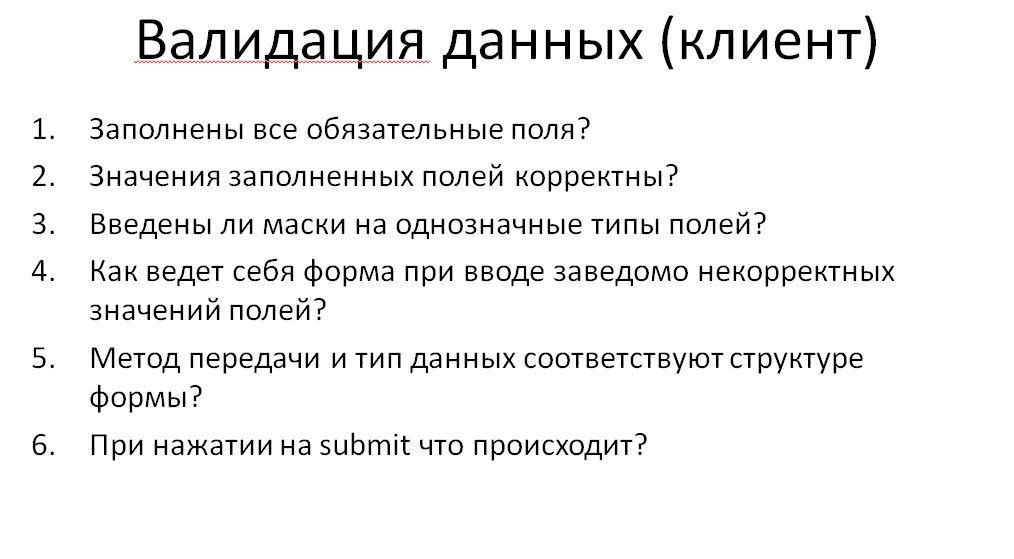 Валидация данных (клиент)
1. Заполнены все обязательные поля?
2. Значения заполненных полей корректны?
3. Введены ли маски на однозначные типы полей?
4. Как ведет себя форма при вводе заведомо некорректных
значений полей?
5. Метод передачи и тип данных соответствуют структуре
формы?
6. При нажатии на submit что происходит?